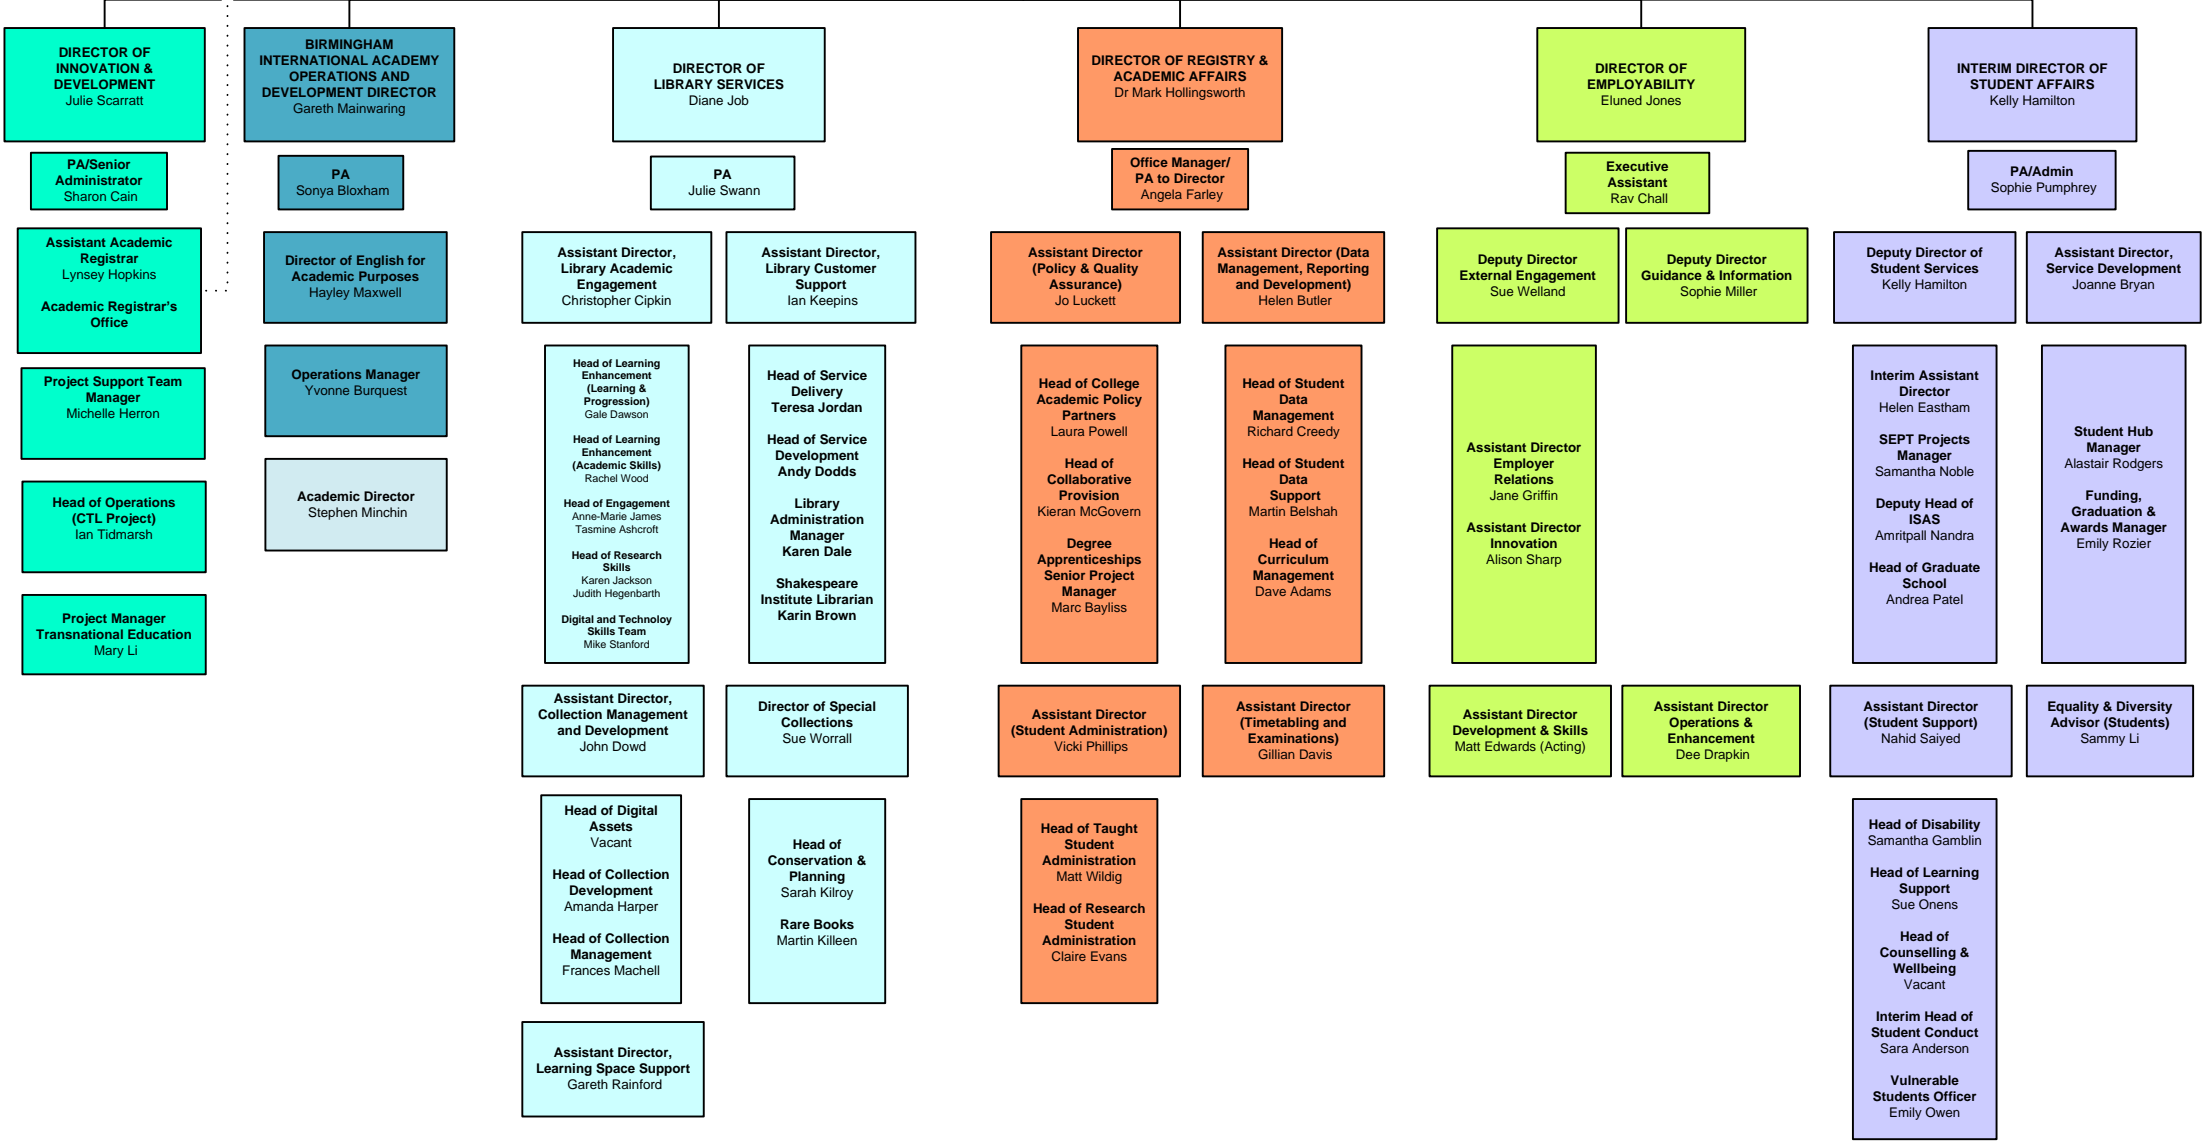 DIRECTOR OF
INNOVATION &
DEVELOPMENT
Julie Scarratt
PA/Senior
Administrator
Sharon Cain
Assistant Academic
Registrar
Lynsey Hopkins
Academic Registrar's
Office
Project Support Team
Manager
Michelle Herron
Head of Operations
(CTL Project)
Ian Tidmarsh
Project Manager
Transnational Education
Mary Li
BIRMINGHAM
INTERNATIONAL ACADEMY
OPERATIONS AND
DEVELOPMENT DIRECTOR
Gareth Mainwaring
PA
Sonya Bloxham
Director of English for
Academic Purposes
Hayley Maxwell
Operations Manager
Yvonne Burquest
Academic Director
Stephen Minchin
DIRECTOR OF
LIBRARY SERVICES
Diane Job
PA
Julie Swann
Assistant Director,
Library Academic
Engagement
Christopher Cipkin
Assistant Director,
Library Customer
Support
Ian Keepins
Head of Learning
Enhancement
(Learning &
Progression)
Gale Dawson
Head of Learning
Enhancement
(Academic Skills)
Rachel Wood
Head of Engagement
Anne-Marie James
Tasmine Ashcroft
Head of Research
Skills
Karen Jackson
Judith Hegenbarth
Digital and Technoloy
Skills Team
Mike Stanford
Head of Service
Delivery
Teresa Jordan
Head of Service
Development
Andy Dodds
Library
Administration
Manager
Karen Dale
Shakespeare
Institute Librarian
Karin Brown
Assistant Director,
Collection Management
and Development
John Dowd
Director of Special
Collections
Sue Worrall
Head of Digital
Assets
Vacant
Head of Collection
Development
Amanda Harper
Head of Collection
Management
Frances Machell
Head of
Conservation &
Planning
Sarah Kilroy
Rare Books
Martin Killeen
Assistant Director,
Learning Space Support
Gareth Rainford
DIRECTOR OF REGISTRY &
ACADEMIC AFFAIRS
Dr Mark Hollingsworth
Office Manager/
PA to Director
Angela Farley
Assistant Director
(Policy & Quality
Assurance)
Jo Luckett
Assistant Director (Data
Management, Reporting
and Development)
Helen Butler
Head of College
Academic Policy
Partners
Laura Powell
Head of
Collaborative
Provision
Kieran McGovern
Degree
Apprenticeships
Senior Project
Manager
Marc Bayliss
Head of Student
Data
Management
Richard Creedy
Head of Student
Data
Support
Martin Belshah
Head of
Curriculum
Management
Dave Adams
Assistant Director
(Student Administration)
Vicki Phillips
Assistant Director
(Timetabling and
Examinations)
Gillian Davis
Head of Taught
Student
Administration
Matt Wildig
Head of Research
Student
Administration
Claire Evans
DIRECTOR OF
EMPLOYABILITY
Eluned Jones
Executive
Assistant
Rav Chall
Deputy Director
External Engagement
Sue Welland
Deputy Director
Guidance & Information
Sophie Miller
Assistant Director
Employer
Relations
Jane Griffin
Assistant Director
Innovation
Alison Sharp
Assistant Director
Development & Skills
Matt Edwards (Acting)
Assistant Director
Operations &
Enhancement
Dee Drapkin
INTERIM DIRECTOR OF
STUDENT AFFAIRS
Kelly Hamilton
PA/Admin
Sophie Pumphrey
Deputy Director of
Student Services
Kelly Hamilton
Assistant Director,
Service Development
Joanne Bryan
Interim Assistant
Director
Helen Eastham
SEPT Projects
Manager
Samantha Noble
Deputy Head of
ISAS
Amritpall Nandra
Head of Graduate
School
Andrea Patel
Student Hub
Manager
Alastair Rodgers
Funding,
Graduation &
Awards Manager
Emily Rozier
Assistant Director
(Student Support)
Nahid Saiyed
Equality & Diversity
Advisor (Students)
Sammy Li
Head of Disability
Samantha Gamblin
Head of Learning
Support
Sue Onens
Head of
Counselling &
Wellbeing
Vacant
Interim Head of
Student Conduct
Sara Anderson
Vulnerable
Students Officer
Emily Owen